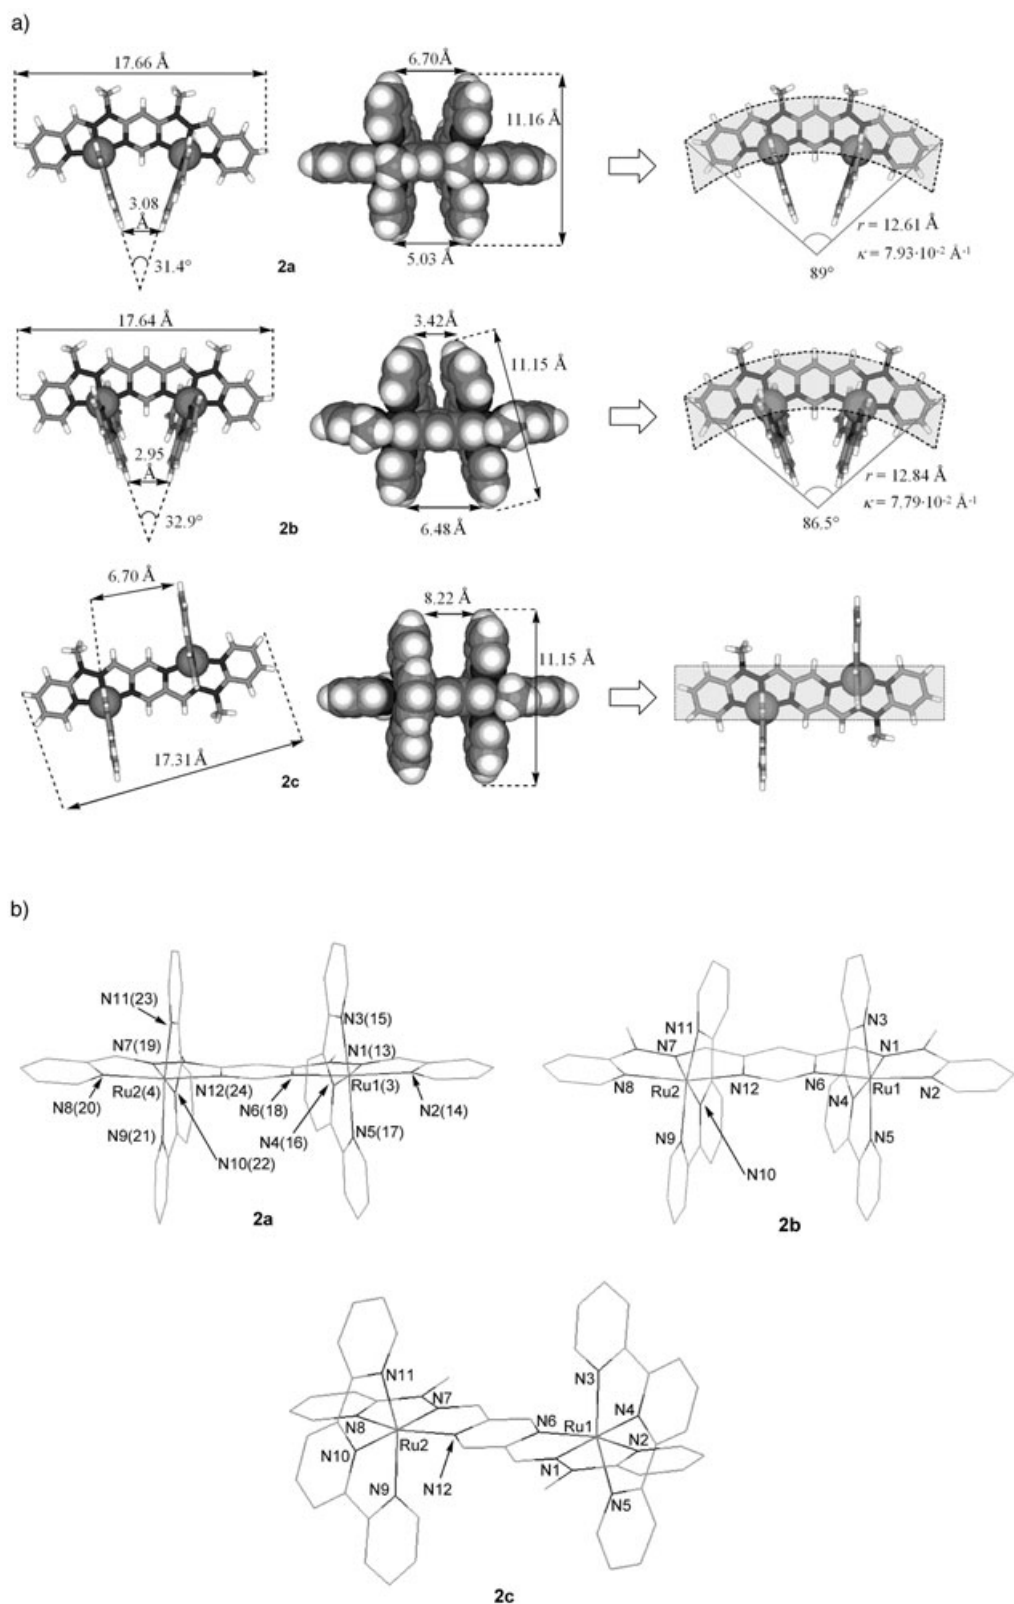 a)
17.66 Å
6.70Å
11.16 Å
3.08
Å
31.4°
2a
5.03 Å
r = 12.61 Å
κ = 7.93·10⁻² Å⁻¹
89°
17.64 Å
3.42Å
11.15 Å
2.95
Å
32.9°
2b
6.48 Å
r = 12.84 Å
κ = 7.79·10⁻² Å⁻¹
86.5°
6.70 Å
8.22 Å
11.15Å
17.31Å
2c
b)
N11(23)
N3(15)
N7(19)
N1(13)
Ru2(4)
N12(24)
Ru1(3)
N8(20)
N6(18)
N2(14)
N9(21)
N4(16)
N5(17)
N10(22)
2a
N11
N3
N7
N1
N8
Ru2
N12
N6
Ru1
N2
N4
N9
N5
N10
2b
N11
N3
N7
N6
Ru1
N4
N8
Ru2
N2
N10
N1
N9
N12
N5
2c